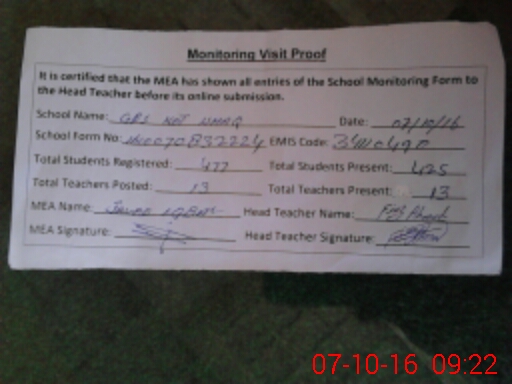 Monitoring Visit Proof
It is certified that the MEA has shown all entries of the School Monitoring Form to
the Head Teacher before its online submission.
School Name: Date: 07/10/16
School Form No: EMIS Code:
Total Students Registered: 477 Total Students Present: 425
Total Teachers Posted: 13 Total Teachers Present: 13
MEA Name: Head Teacher Name:
MEA Signature: Head Teacher Signature:
07-10-16 09:22